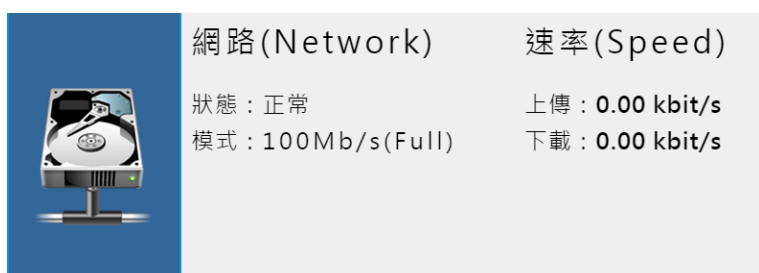 網路(Network)
狀態：正常
模式：100Mb/s(Full)
速率(Speed)
上傳：0.00 kbit/s
下載：0.00 kbit/s